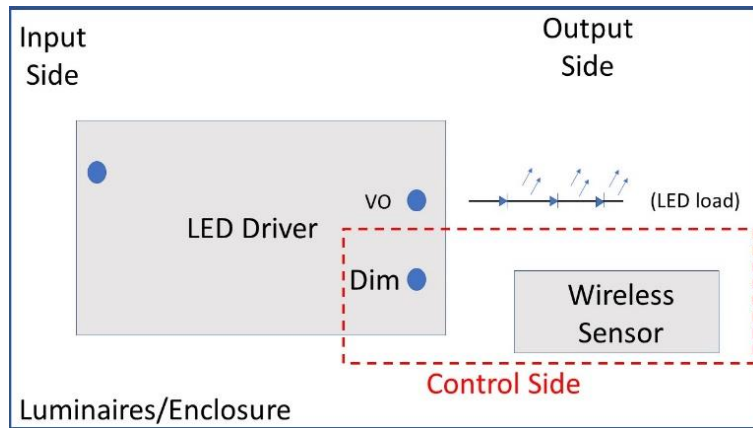 Input
Side
Output
Side
VO
(LED load)
LED Driver
Dim
Wireless
Sensor
Control Side
Luminaires/Enclosure